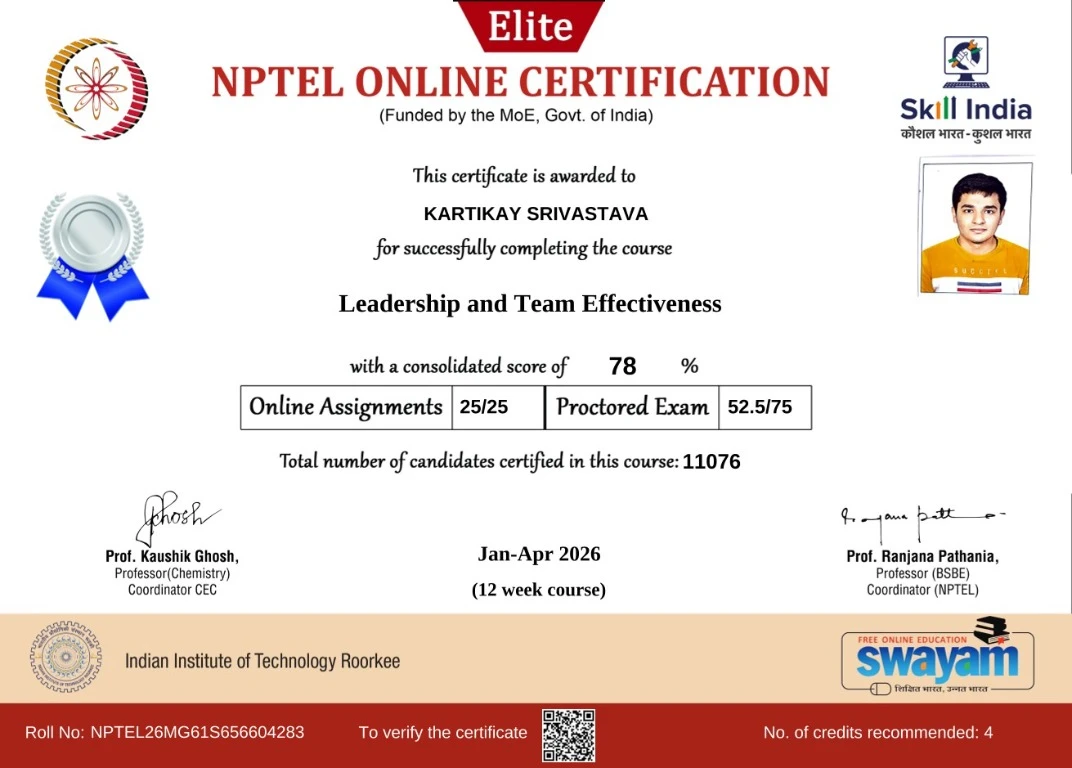 Elite
NPTEL ONLINE CERTIFICATION
(Funded by the MoE, Govt. of India)
Skill India
कौशल भारत - कुशल भारत
This certificate is awarded to
KARTIKAY SRIVASTAVA
for successfully completing the course
Leadership and Team Effectiveness
with a consolidated score of 78 %
Online Assignments 25/25 Proctored Exam 52.5/75
Total number of candidates certified in this course: 11076
Prof. Kaushik Ghosh,
Professor(Chemistry)
Coordinator CEC
Jan-Apr 2026
(12 week course)
Prof. Ranjana Pathania,
Professor (BSBE)
Coordinator (NPTEL)
Indian Institute of Technology Roorkee
FREE ONLINE EDUCATION
swayam
शिक्षित भारत, उन्नत भारत
Roll No: NPTEL26MG61S656604283
To verify the certificate
No. of credits recommended: 4